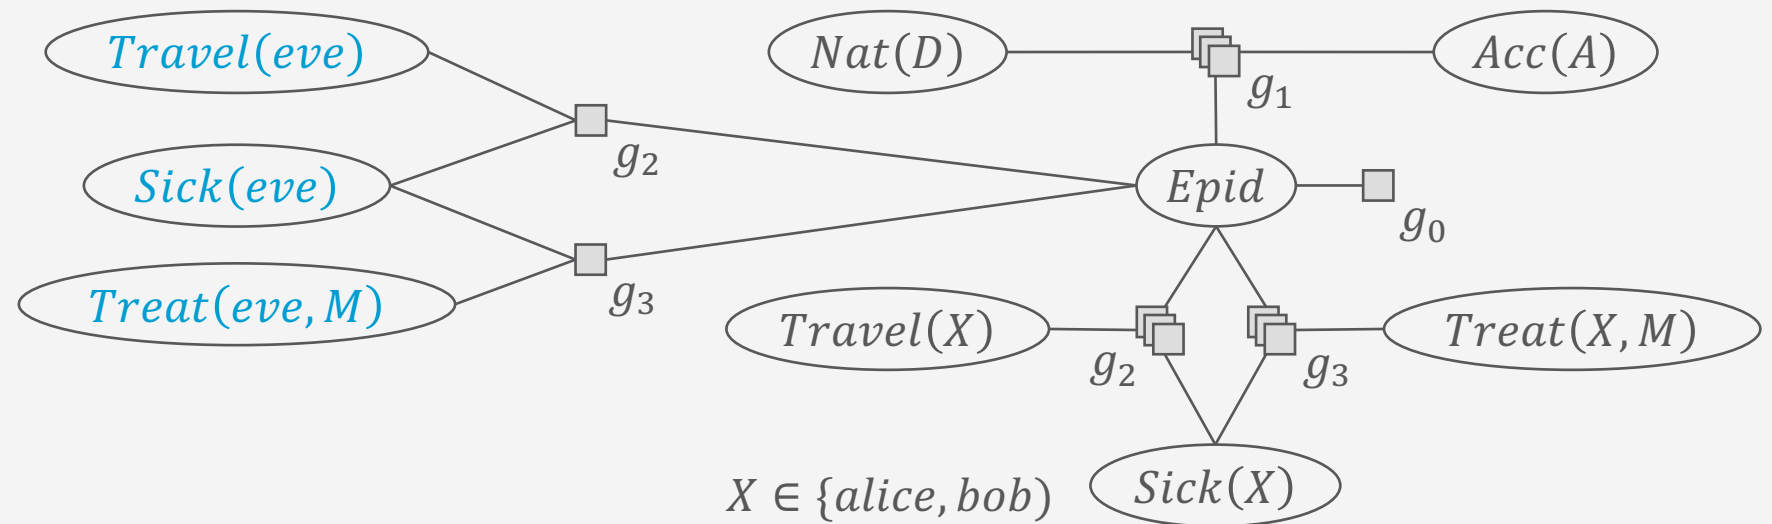 Travel(eve)
Nat(D)
Acc(A)
g₁
g₂
Sick(eve)
Epid
g₀
Treat(eve, M)
g₃
Travel(X)
Treat(X, M)
g₂
g₃
X ∈ {alice, bob)
Sick(X)